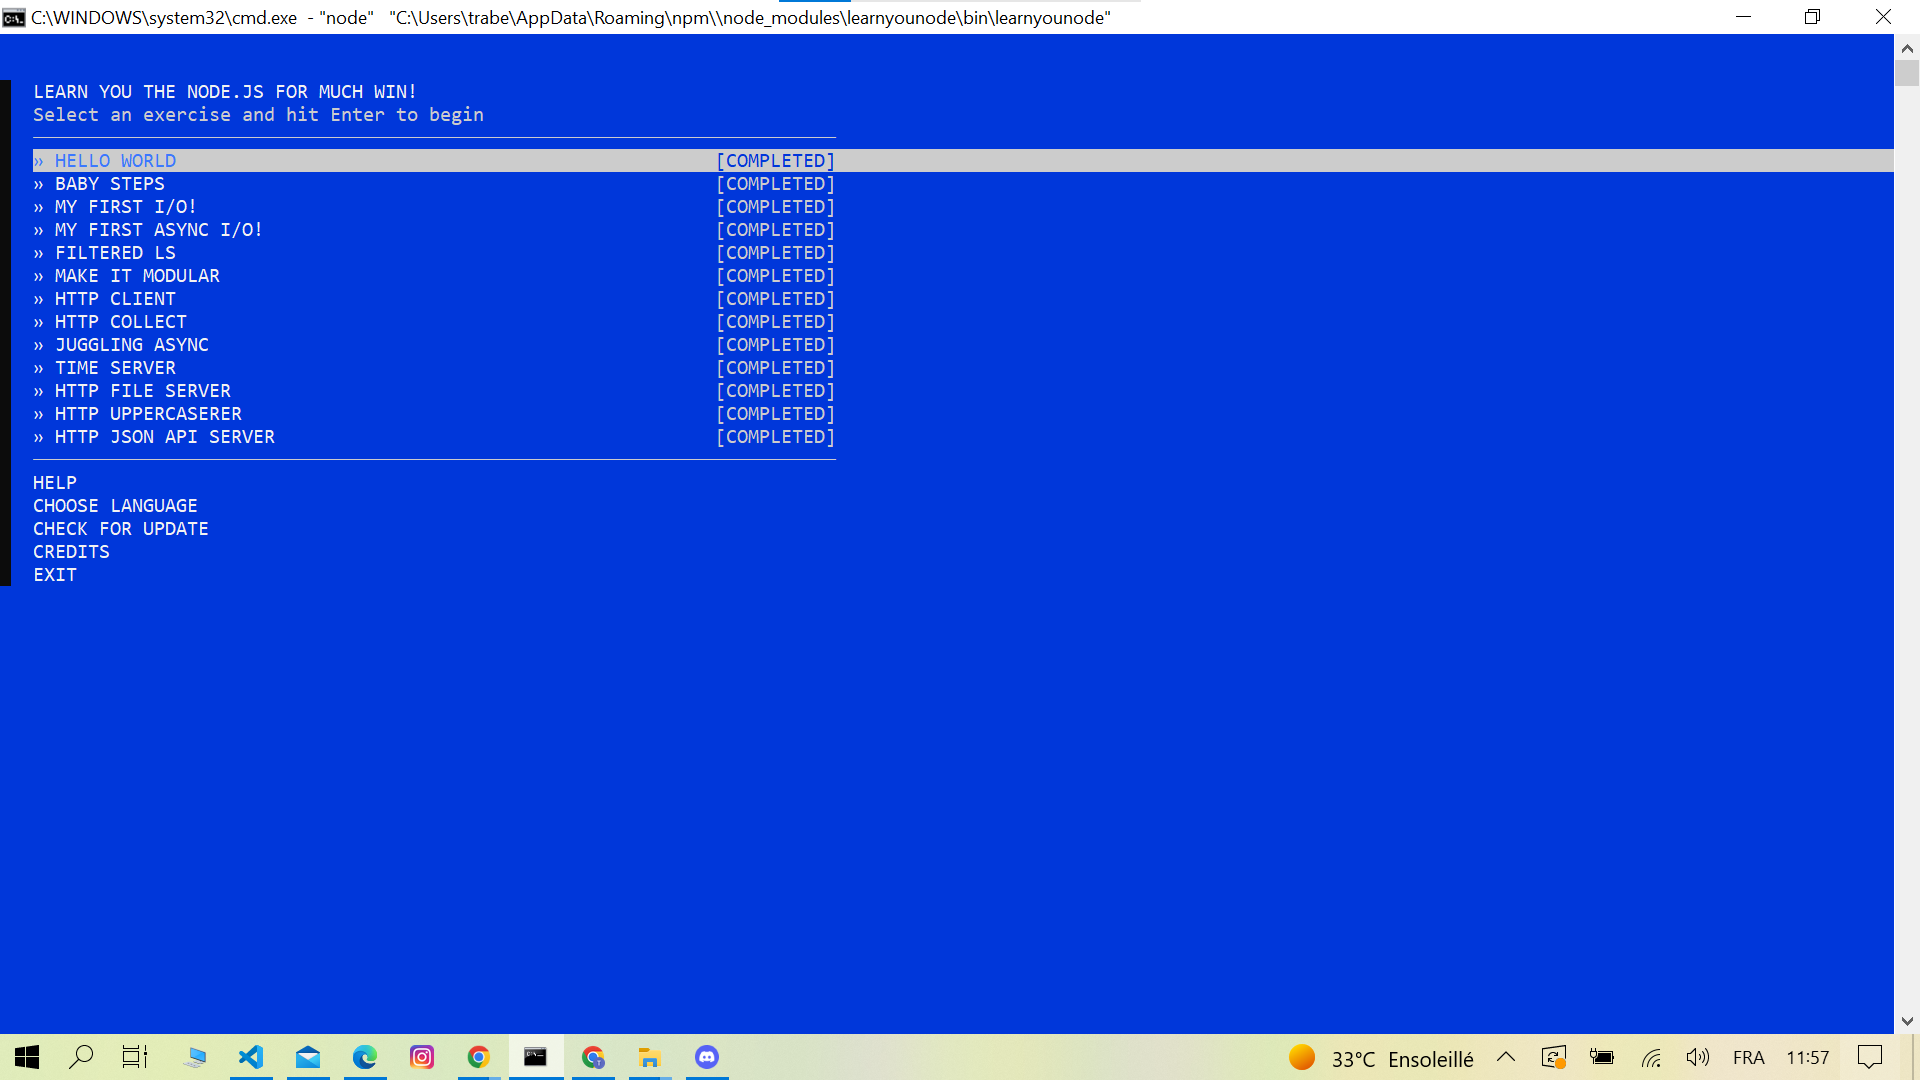 C:\WINDOWS\system32\cmd.exe - "node" "C:\Users\trabe\AppData\Roaming\npm\\node_modules\learnyounode\bin\learnyounode"
LEARN YOU THE NODE.JS FOR MUCH WIN!
Select an exercise and hit Enter to begin
» HELLO WORLD [COMPLETED]
» BABY STEPS [COMPLETED]
» MY FIRST I/O! [COMPLETED]
» MY FIRST ASYNC I/O! [COMPLETED]
» FILTERED LS [COMPLETED]
» MAKE IT MODULAR [COMPLETED]
» HTTP CLIENT [COMPLETED]
» HTTP COLLECT [COMPLETED]
» JUGGLING ASYNC [COMPLETED]
» TIME SERVER [COMPLETED]
» HTTP FILE SERVER [COMPLETED]
» HTTP UPPERCASERER [COMPLETED]
» HTTP JSON API SERVER [COMPLETED]
HELP
CHOOSE LANGUAGE
CHECK FOR UPDATE
CREDITS
EXIT
33°C Ensoleillé FRA 11:57